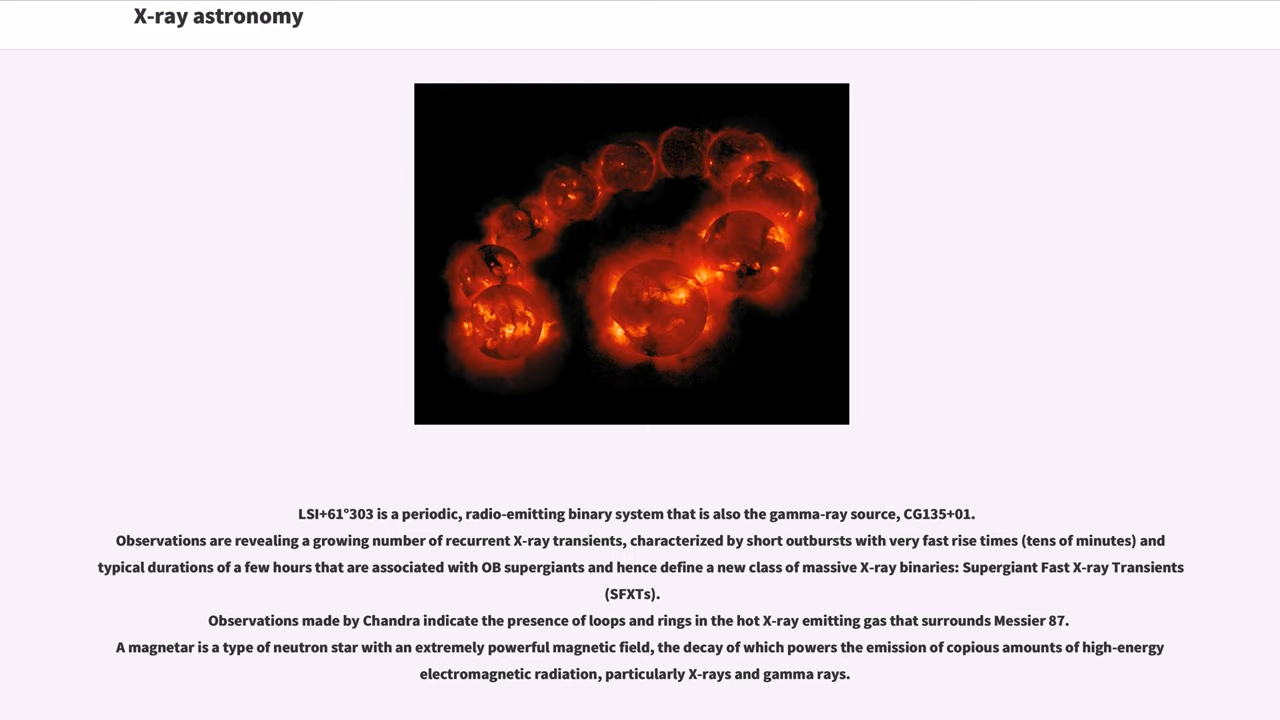 X-ray astronomy
LSI+61°303 is a periodic, radio-emitting binary system that is also the gamma-ray source, CG135+01.
Observations are revealing a growing number of recurrent X-ray transients, characterized by short outbursts with very fast rise times (tens of minutes) and
typical durations of a few hours that are associated with OB supergiants and hence define a new class of massive X-ray binaries: Supergiant Fast X-ray Transients
(SFXTs).
Observations made by Chandra indicate the presence of loops and rings in the hot X-ray emitting gas that surrounds Messier 87.
A magnetar is a type of neutron star with an extremely powerful magnetic field, the decay of which powers the emission of copious amounts of high-energy
electromagnetic radiation, particularly X-rays and gamma rays.